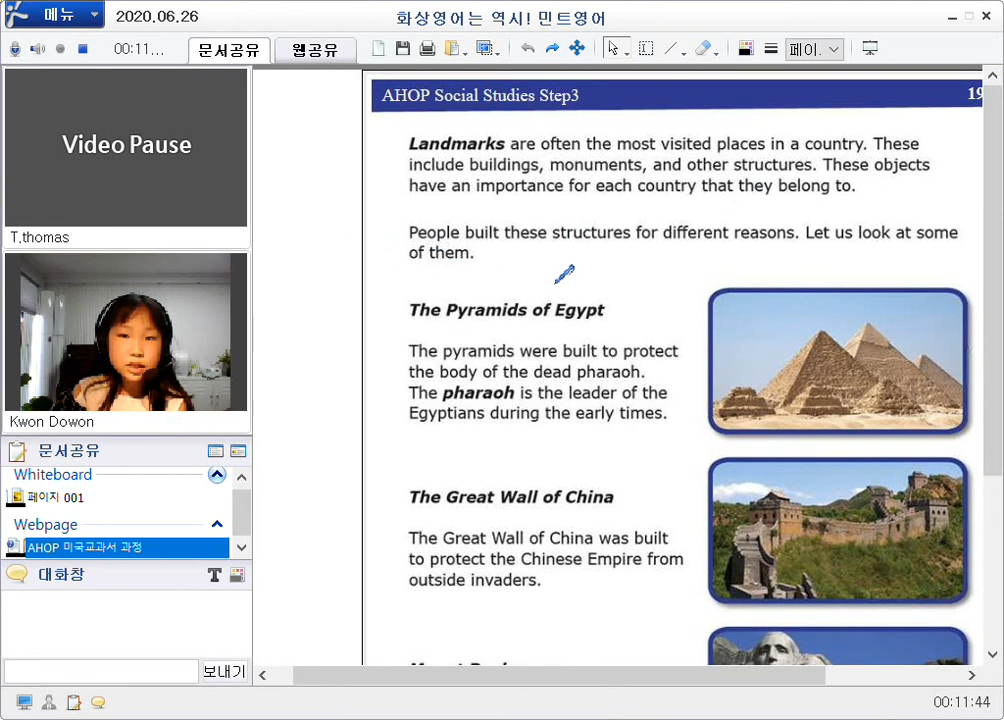 메뉴
2020.06.26
화상영어는 역시! 민트영어
00:11...
문서공유
웹공유
페이.
Video Pause
T.thomas
Kwon Dowon
문서공유
Whiteboard
페이지 001
Webpage
AHOP 미국교과서 과정
대화창
T
보내기
AHOP Social Studies Step3
19
Landmarks are often the most visited places in a country. These
include buildings, monuments, and other structures. These objects
have an importance for each country that they belong to.
People built these structures for different reasons. Let us look at some
of them.
The Pyramids of Egypt
The pyramids were built to protect
the body of the dead pharaoh.
The pharaoh is the leader of the
Egyptians during the early times.
The Great Wall of China
The Great Wall of China was built
to protect the Chinese Empire from
outside invaders.
00:11:44